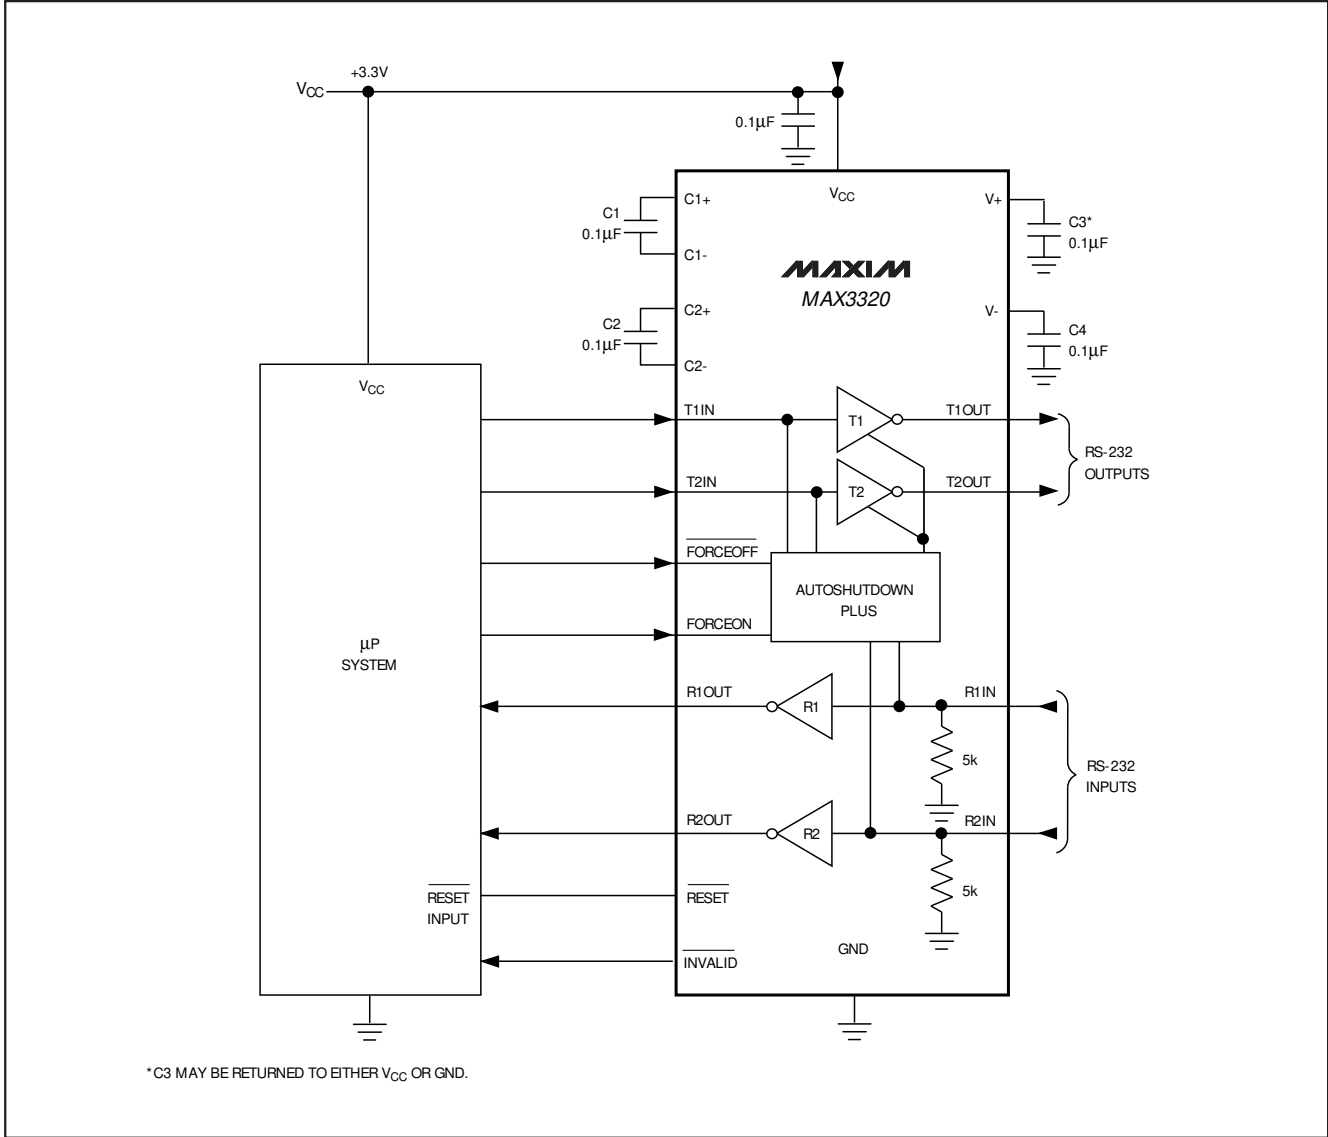 +3.3V
VCC
0.1µF
VCC
C1+
C1
0.1µF
C1-
V+
C3*
0.1µF
MAXIM
MAX3320
C2+
C2
0.1µF
C2-
V-
C4
0.1µF
VCC
T1IN
T1
T1OUT
T2IN
T2
T2OUT
RS-232
OUTPUTS
FORCEOFF
AUTOSHUTDOWN
PLUS
FORCEON
µP
SYSTEM
R1OUT
R1
R1IN
5k
RS-232
INPUTS
R2OUT
R2
R2IN
5k
RESET
INPUT
RESET
INVALID
GND
*C3 MAY BE RETURNED TO EITHER VCC OR GND.